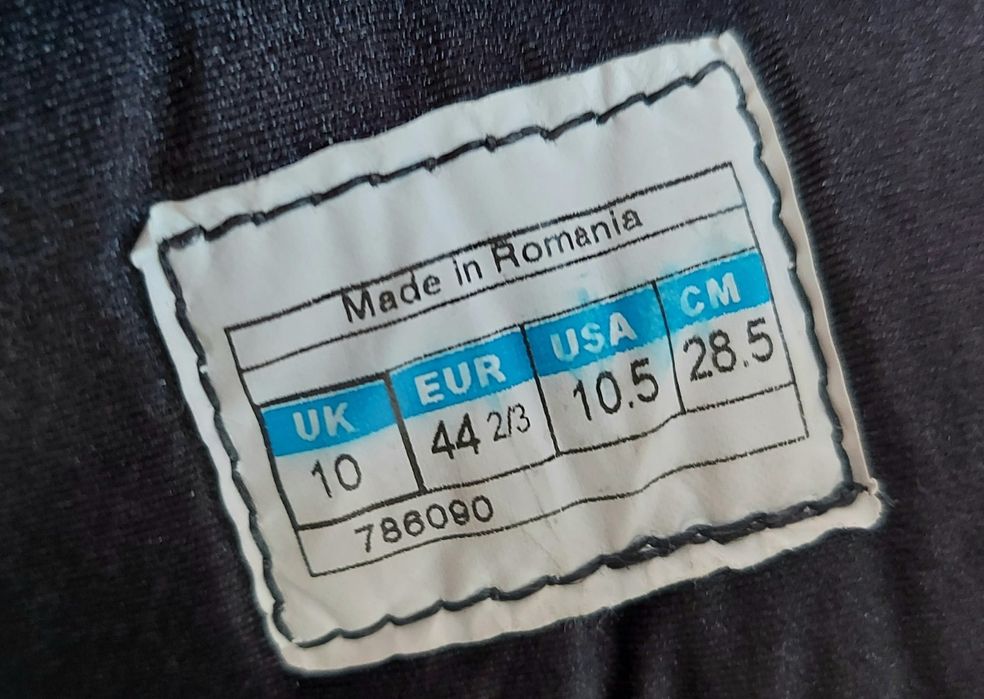 Made in Romania
UK EUR USA CM
10 44 2/3 10.5 28.5
786090